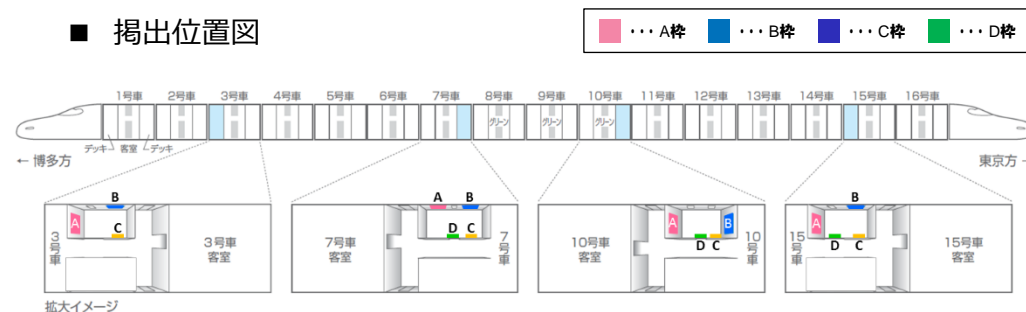 ■ 掲出位置図
･･･ A枠 ･･･ B枠 ･･･ C枠 ･･･ D枠
1号車 2号車 3号車 4号車 5号車 6号車 7号車 8号車 9号車 10号車 11号車 12号車 13号車 14号車 15号車 16号車
グリーン グリーン グリーン
デッキ 客室 デッキ
← 博多方
東京方 →
B
A
C
3号車
3号車
客室
A B
D C
7号車
客室
7号車
A B
D C
10号車
客室
10号車
B
A
D C
15号車
15号車
客室
拡大イメージ